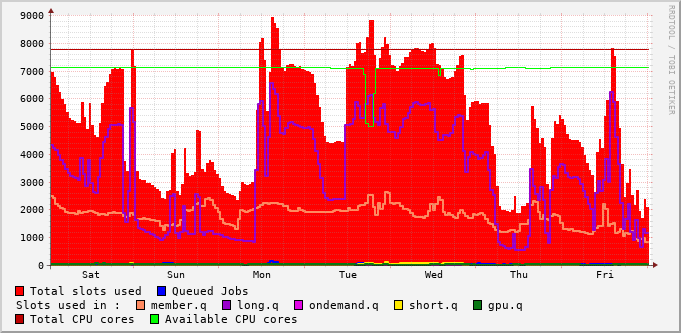 9000
8000
7000
6000
5000
4000
3000
2000
1000
0
Sat Sun Mon Tue Wed Thu Fri
RRDTOOL / TOBI OETIKER
Total slots used Queued Jobs
Slots used in : member.q long.q ondemand.q short.q gpu.q
Total CPU cores Available CPU cores